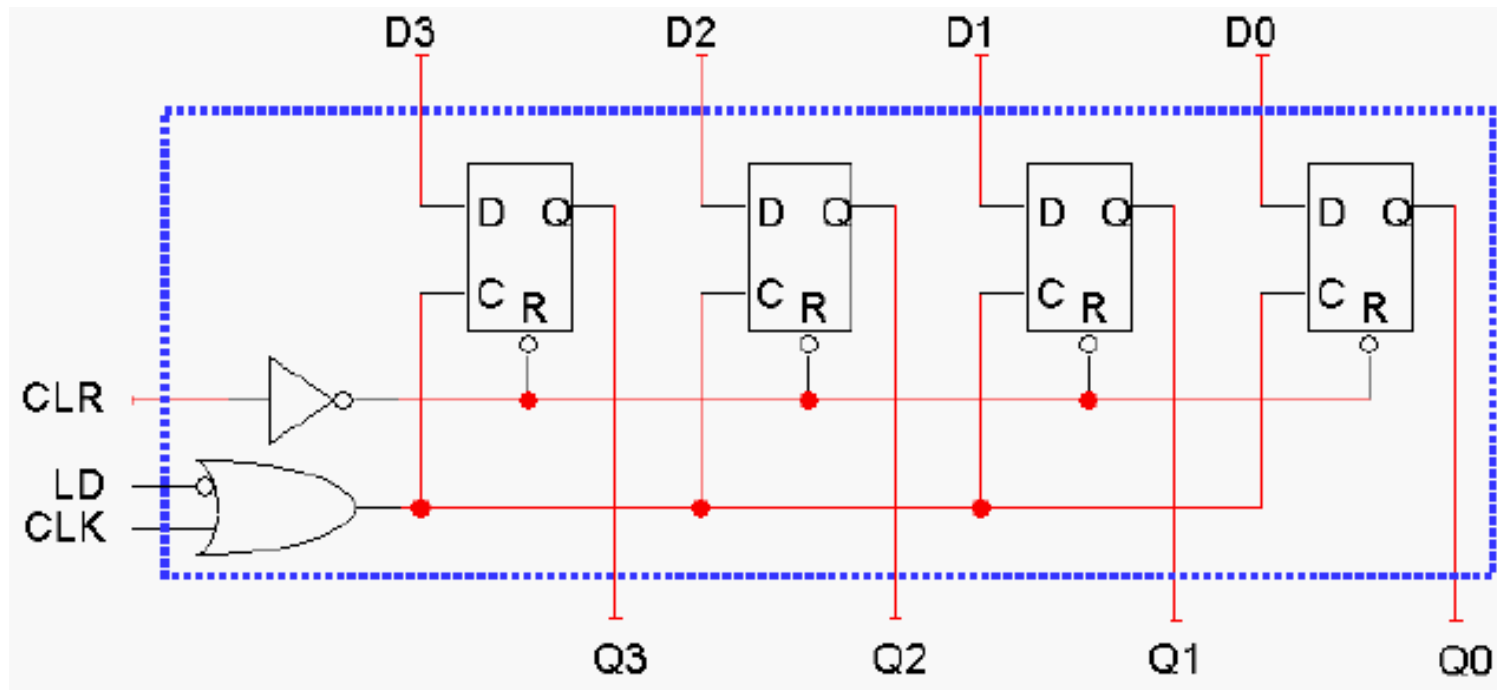 D3 D2 D1 D0
D Q D Q D Q D Q
C R C R C R C R
CLR
LD
CLK
Q3 Q2 Q1 Q0